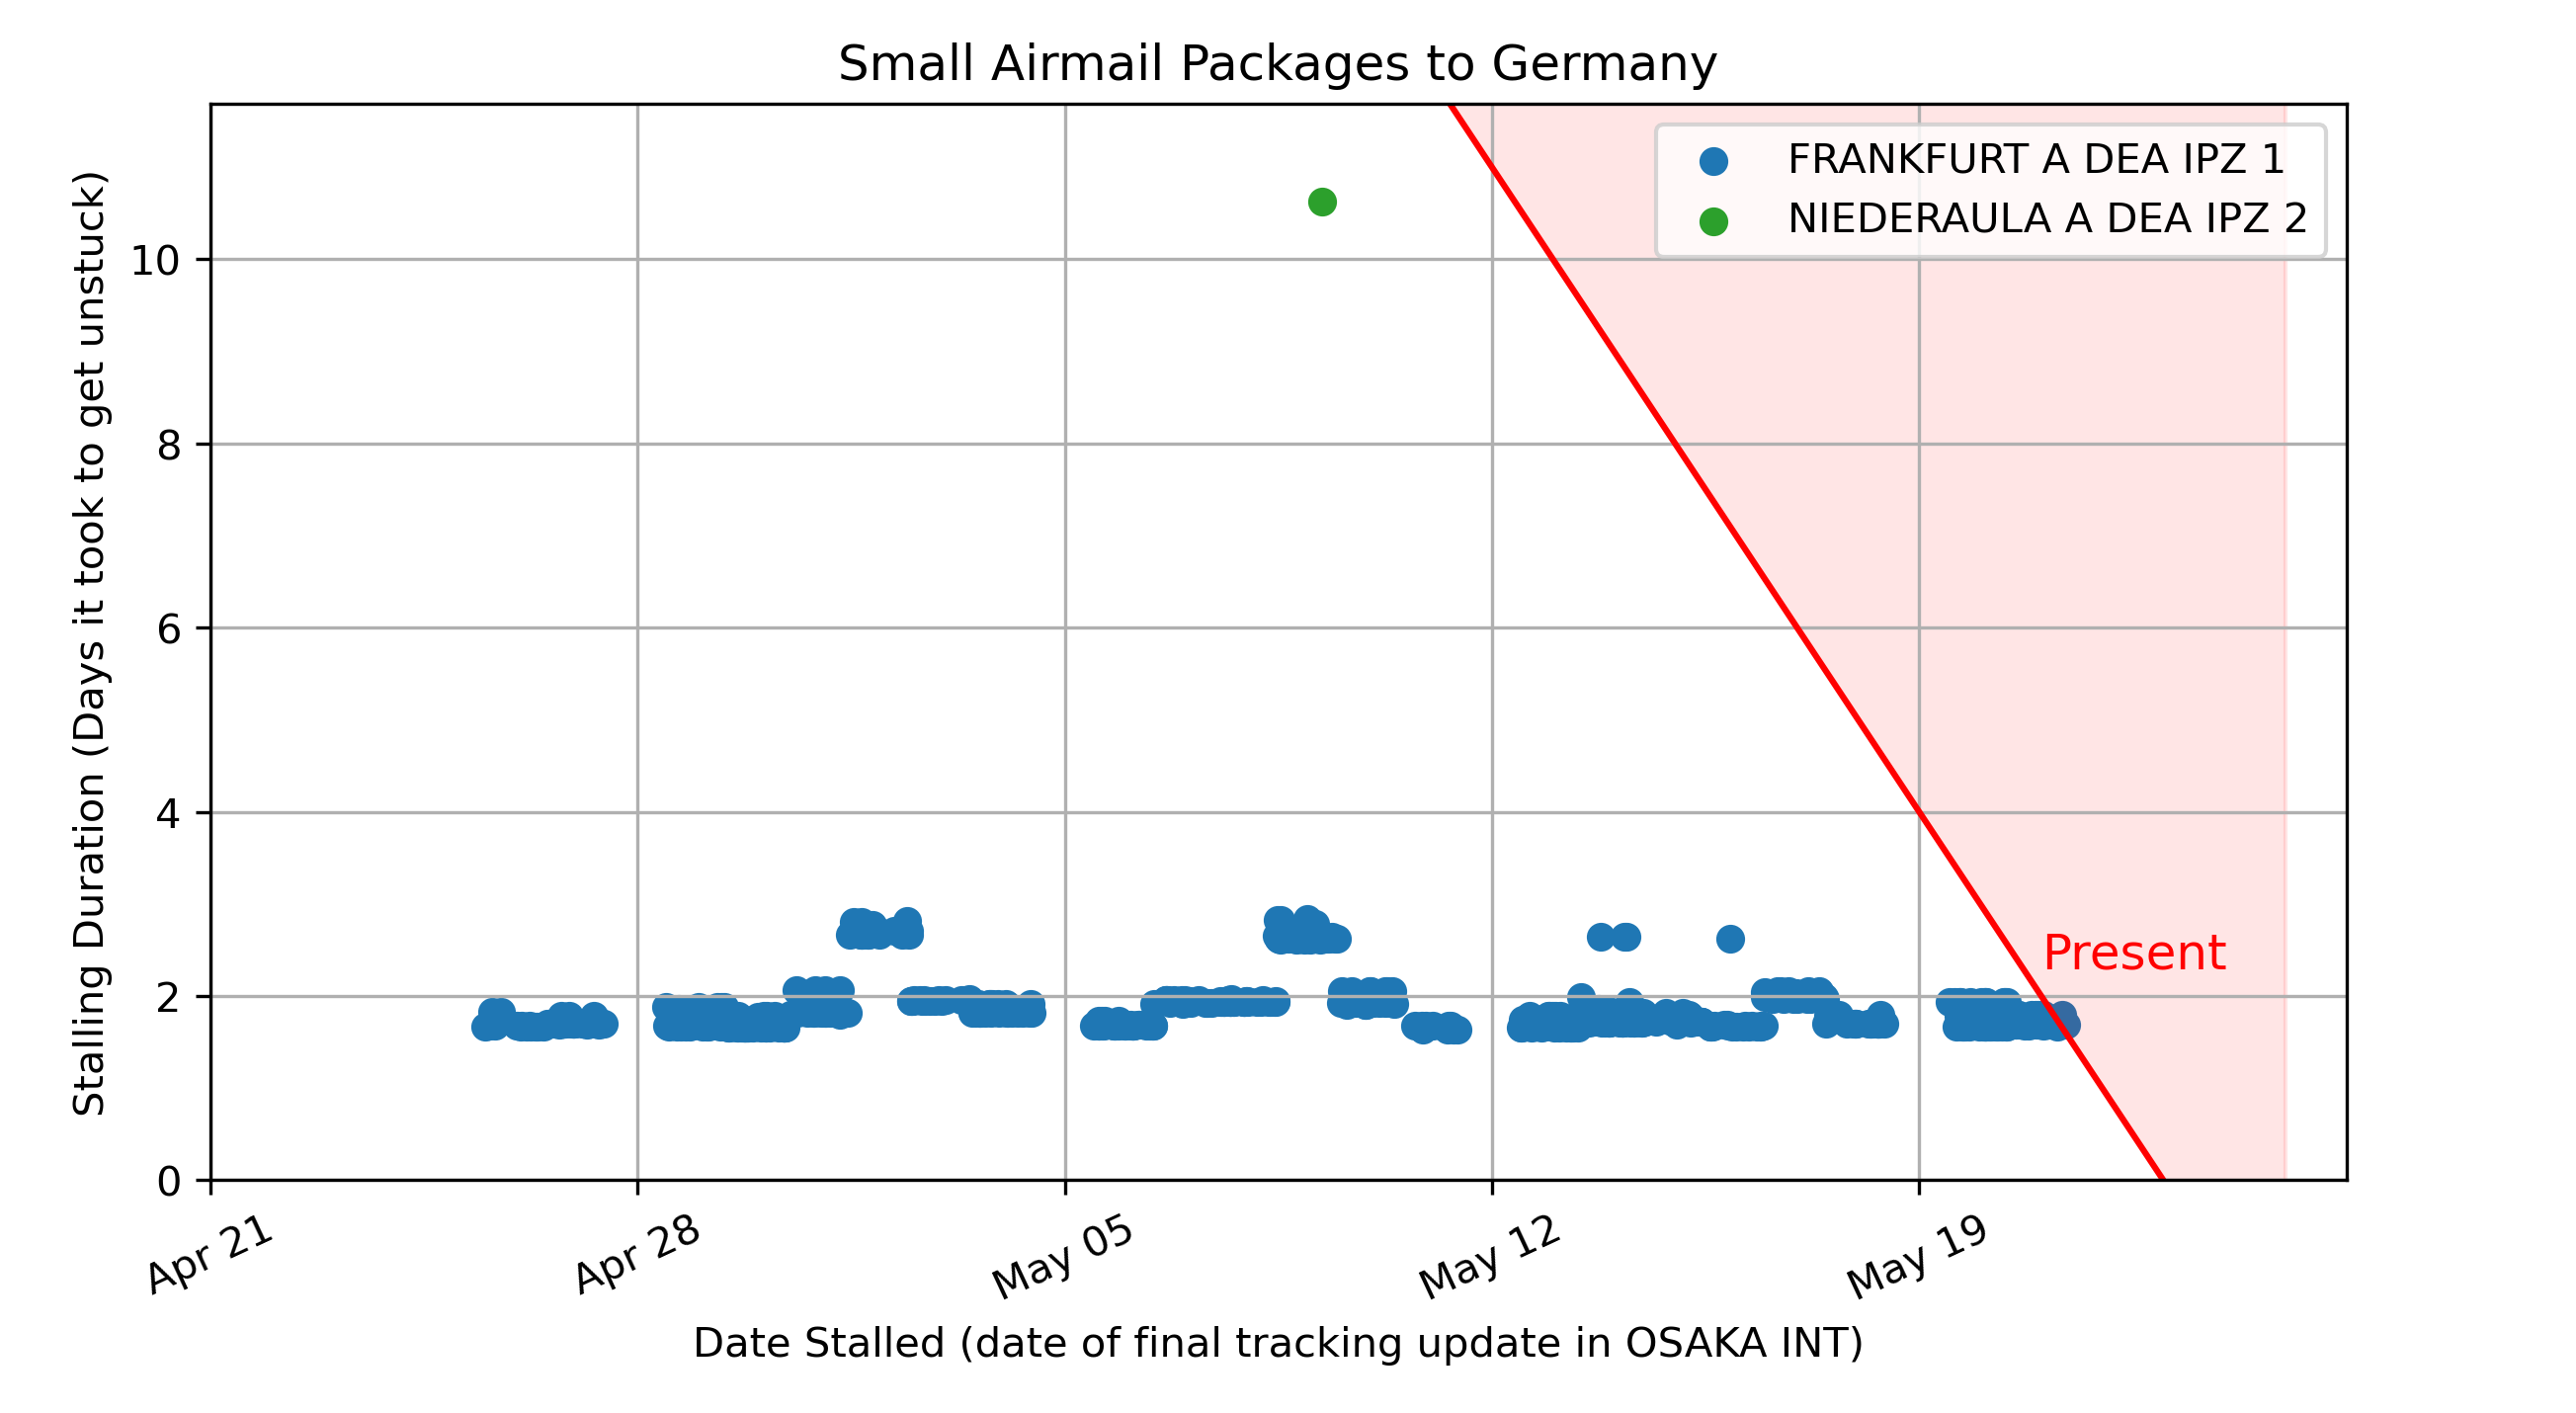 Small Airmail Packages to Germany
FRANKFURT A DEA IPZ 1
NIEDERAULA A DEA IPZ 2
Stalling Duration (Days it took to get unstuck)
10
8
6
4
2
0
Present
Apr 21
Apr 28
May 05
May 12
May 19
Date Stalled (date of final tracking update in OSAKA INT)